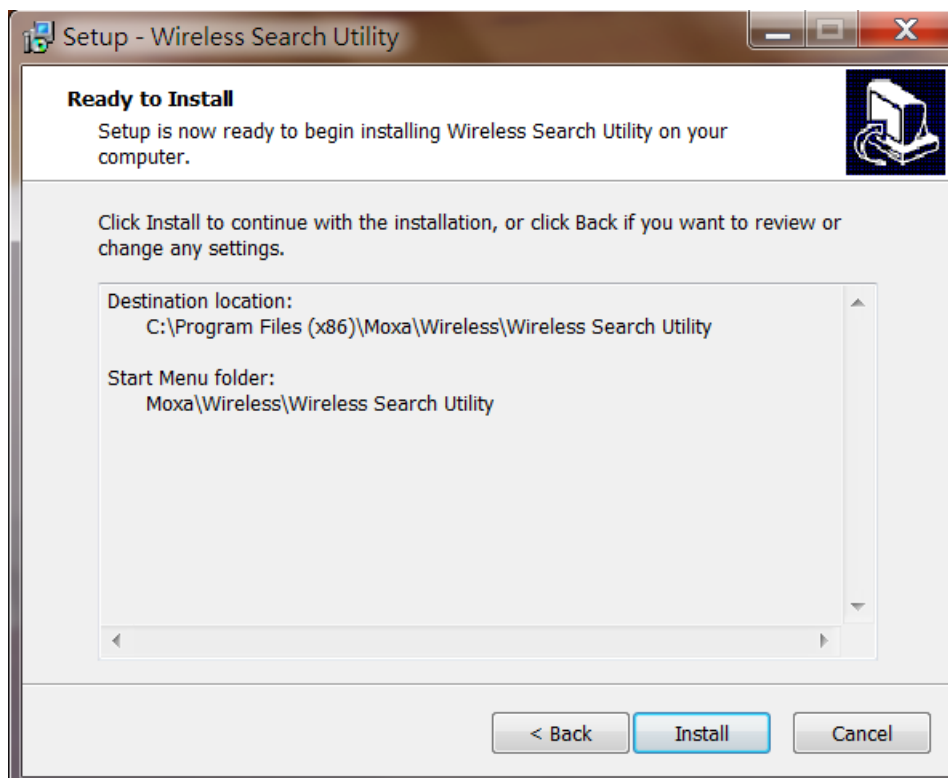 Setup - Wireless Search Utility
Ready to Install
Setup is now ready to begin installing Wireless Search Utility on your
computer.
Click Install to continue with the installation, or click Back if you want to review or
change any settings.
Destination location:
C:\Program Files (x86)\Moxa\Wireless\Wireless Search Utility
Start Menu folder:
Moxa\Wireless\Wireless Search Utility
< Back
Install
Cancel